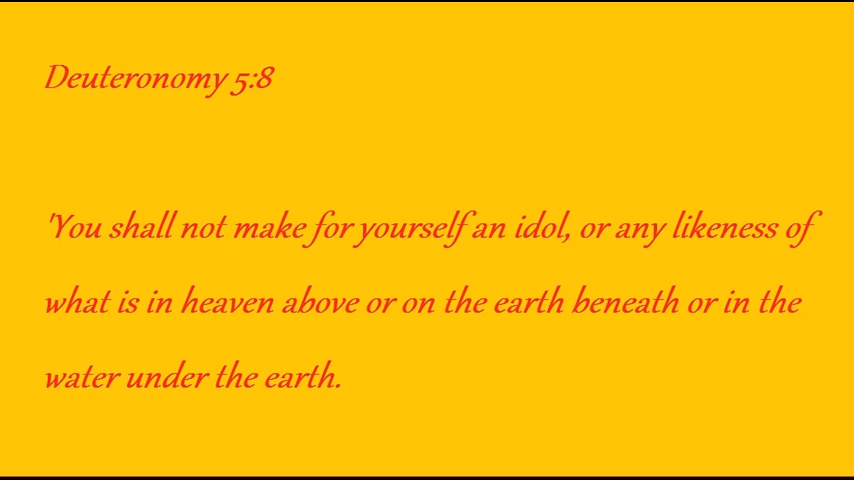 Deuteronomy 5:8
'You shall not make for yourself an idol, or any likeness of
what is in heaven above or on the earth beneath or in the
water under the earth.